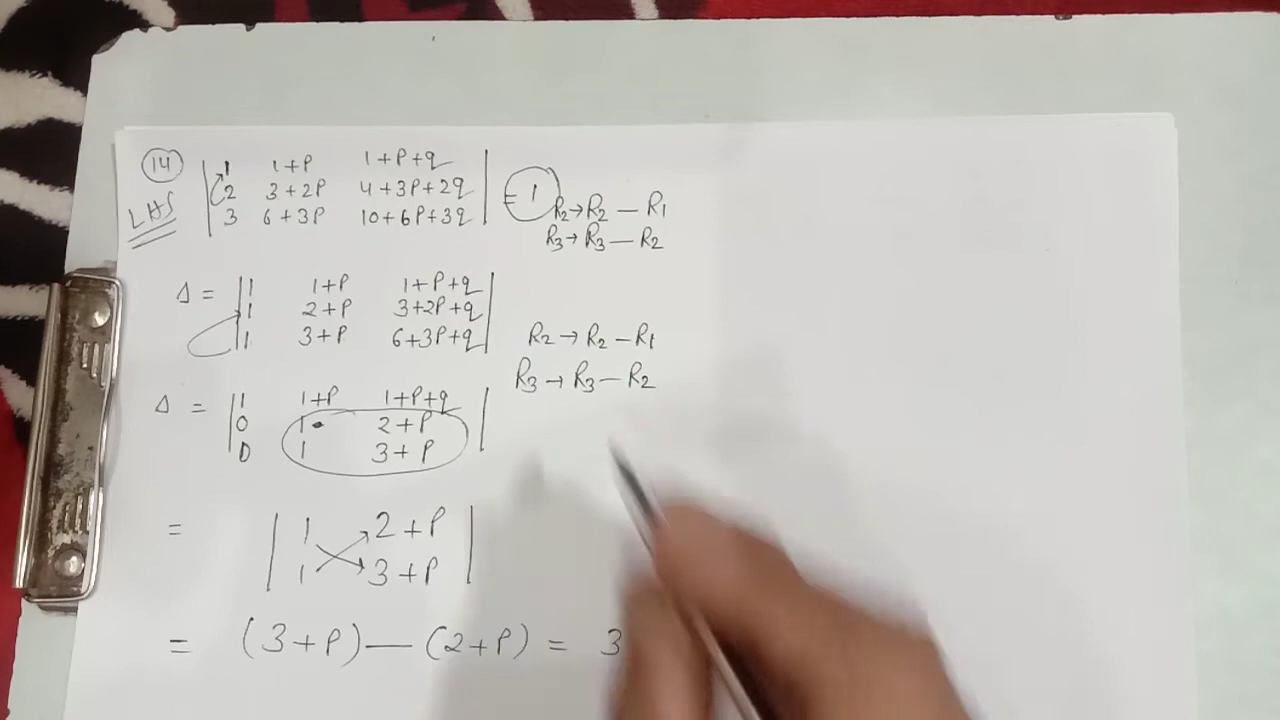 14 | 1 1+P 1+P+q |
LHS | 2 3+2P 4+3P+2q | = 1 R2→R2 — R1
| 3 6+3P 10+6P+3q | R3→R3 — R2
Δ = | 1 1+P 1+P+q |
| 1 2+P 3+2P+q |
| 1 3+P 6+3P+q | R2 → R2 – R1
R3 → R3 — R2
Δ = | 1 1+P 1+P+q |
| 0 1 2+P |
| 0 1 3+P |
= | 1 2+P |
| 1 3+P |
= (3+P) — (2+P) = 3